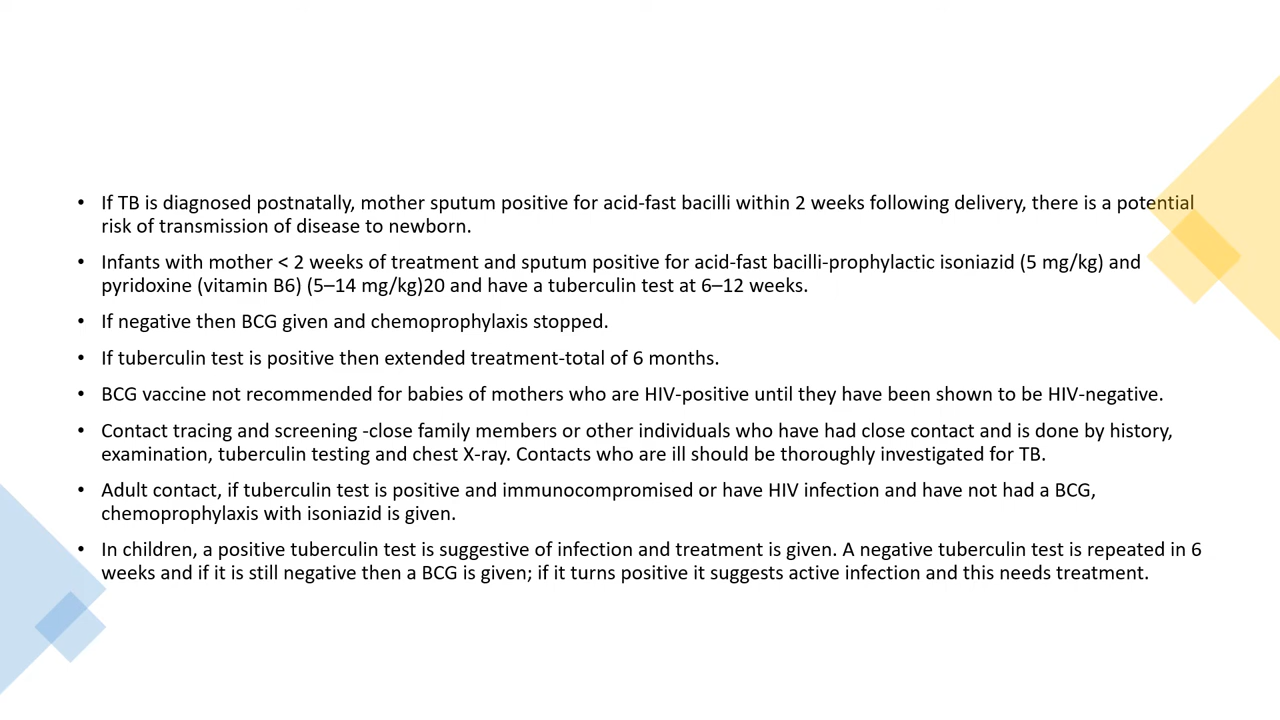 • If TB is diagnosed postnatally, mother sputum positive for acid-fast bacilli within 2 weeks following delivery, there is a potential
risk of transmission of disease to newborn.
• Infants with mother < 2 weeks of treatment and sputum positive for acid-fast bacilli-prophylactic isoniazid (5 mg/kg) and
pyridoxine (vitamin B6) (5–14 mg/kg)20 and have a tuberculin test at 6–12 weeks.
• If negative then BCG given and chemoprophylaxis stopped.
• If tuberculin test is positive then extended treatment-total of 6 months.
• BCG vaccine not recommended for babies of mothers who are HIV-positive until they have been shown to be HIV-negative.
• Contact tracing and screening -close family members or other individuals who have had close contact and is done by history,
examination, tuberculin testing and chest X-ray. Contacts who are ill should be thoroughly investigated for TB.
• Adult contact, if tuberculin test is positive and immunocompromised or have HIV infection and have not had a BCG,
chemoprophylaxis with isoniazid is given.
• In children, a positive tuberculin test is suggestive of infection and treatment is given. A negative tuberculin test is repeated in 6
weeks and if it is still negative then a BCG is given; if it turns positive it suggests active infection and this needs treatment.